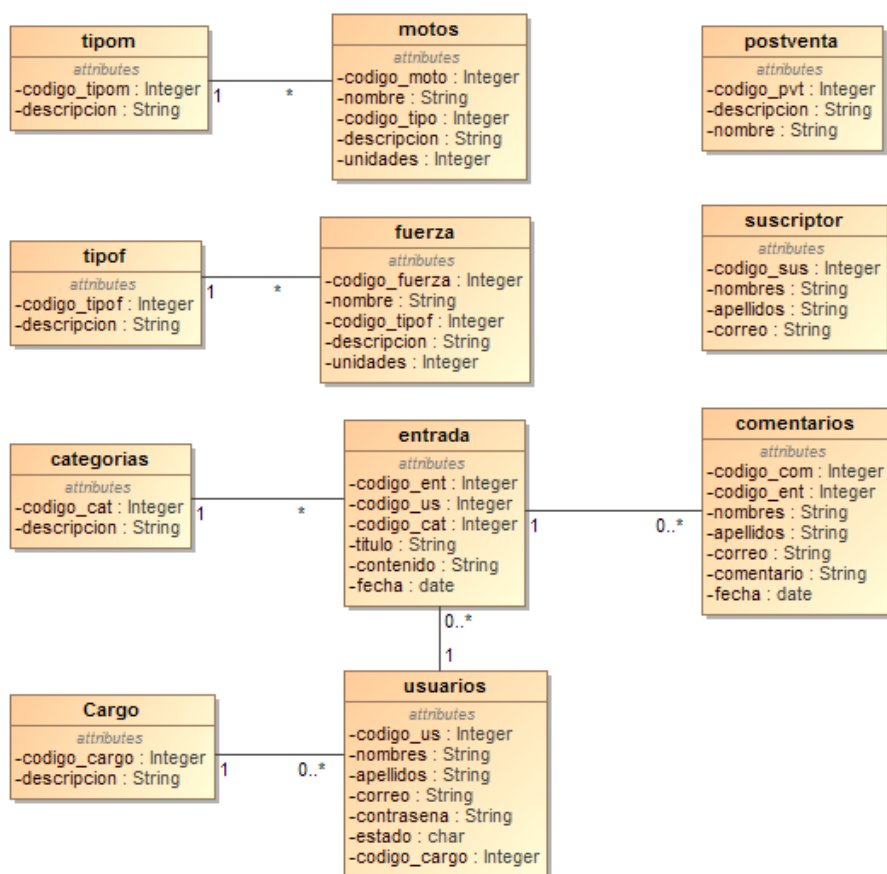 tipom
attributes
-codigo_tipom : Integer
-descripcion : String
1
*
motos
attributes
-codigo_moto : Integer
-nombre : String
-codigo_tipo : Integer
-descripcion : String
-unidades : Integer
postventa
attributes
-codigo_pvt : Integer
-descripcion : String
-nombre : String
tipof
attributes
-codigo_tipof : Integer
-descripcion : String
1
*
fuerza
attributes
-codigo_fuerza : Integer
-nombre : String
-codigo_tipof : Integer
-descripcion : String
-unidades : Integer
suscriptor
attributes
-codigo_sus : Integer
-nombres : String
-apellidos : String
-correo : String
categorias
attributes
-codigo_cat : Integer
-descripcion : String
1
*
entrada
attributes
-codigo_ent : Integer
-codigo_us : Integer
-codigo_cat : Integer
-titulo : String
-contenido : String
-fecha : date
1
0..*
comentarios
attributes
-codigo_com : Integer
-codigo_ent : Integer
-nombres : String
-apellidos : String
-correo : String
-comentario : String
-fecha : date
0..*
1
Cargo
attributes
-codigo_cargo : Integer
-descripcion : String
1
0..*
usuarios
attributes
-codigo_us : Integer
-nombres : String
-apellidos : String
-correo : String
-contrasena : String
-estado : char
-codigo_cargo : Integer